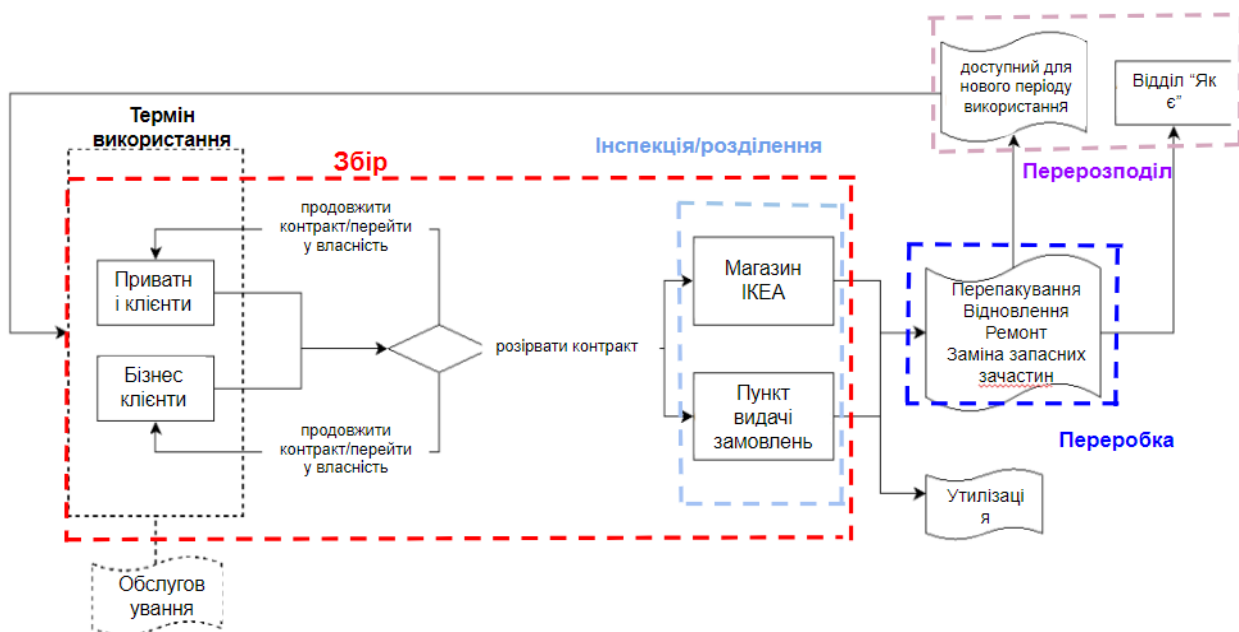 доступний для
нового періоду
використання
Відділ “Як
є”
Термін
використання
Збір
Інспекція/розділення
Перерозподіл
продовжити
контракт/перейти
у власність
Приватн
і клієнти
Бізнес
клієнти
розірвати контракт
Магазин
ІКЕА
Пункт
видачі
замовлень
Перепакування
Відновлення
Ремонт
Заміна запасних
зачастин
Переробка
продовжити
контракт/перейти
у власність
Утилізаці
я
Обслугов
ування